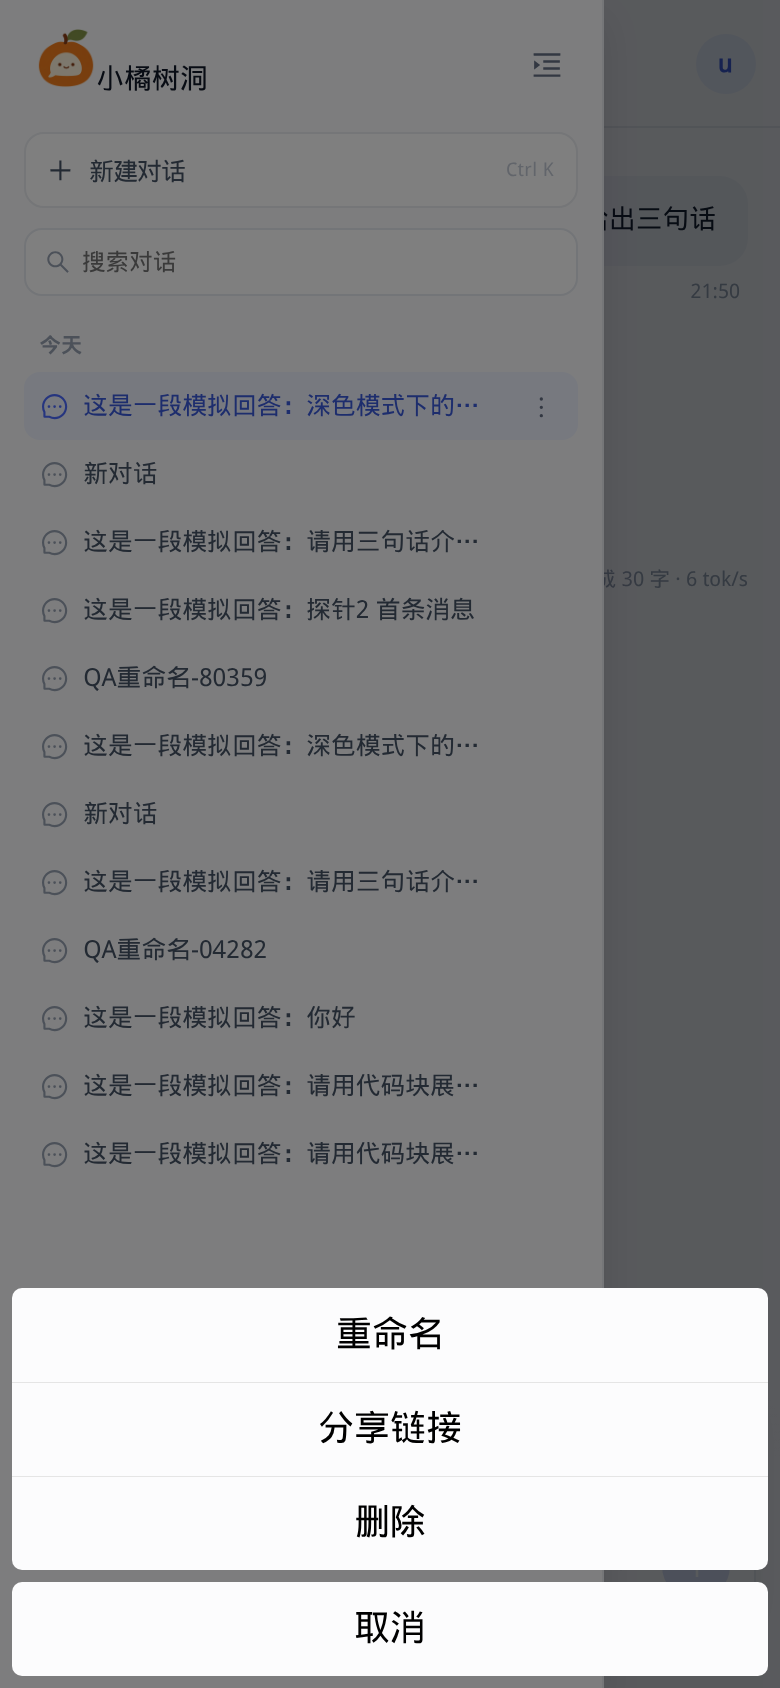 小橘树洞
u
新建对话 Ctrl K
出三句话
搜索对话
21:50
今天
这是一段模拟回答：深色模式下的…
新对话
这是一段模拟回答：请用三句话介…
30 字 · 6 tok/s
这是一段模拟回答：探针2 首条消息
QA重命名-80359
这是一段模拟回答：深色模式下的…
新对话
这是一段模拟回答：请用三句话介…
QA重命名-04282
这是一段模拟回答：你好
这是一段模拟回答：请用代码块展…
这是一段模拟回答：请用代码块展…
重命名
分享链接
删除
取消